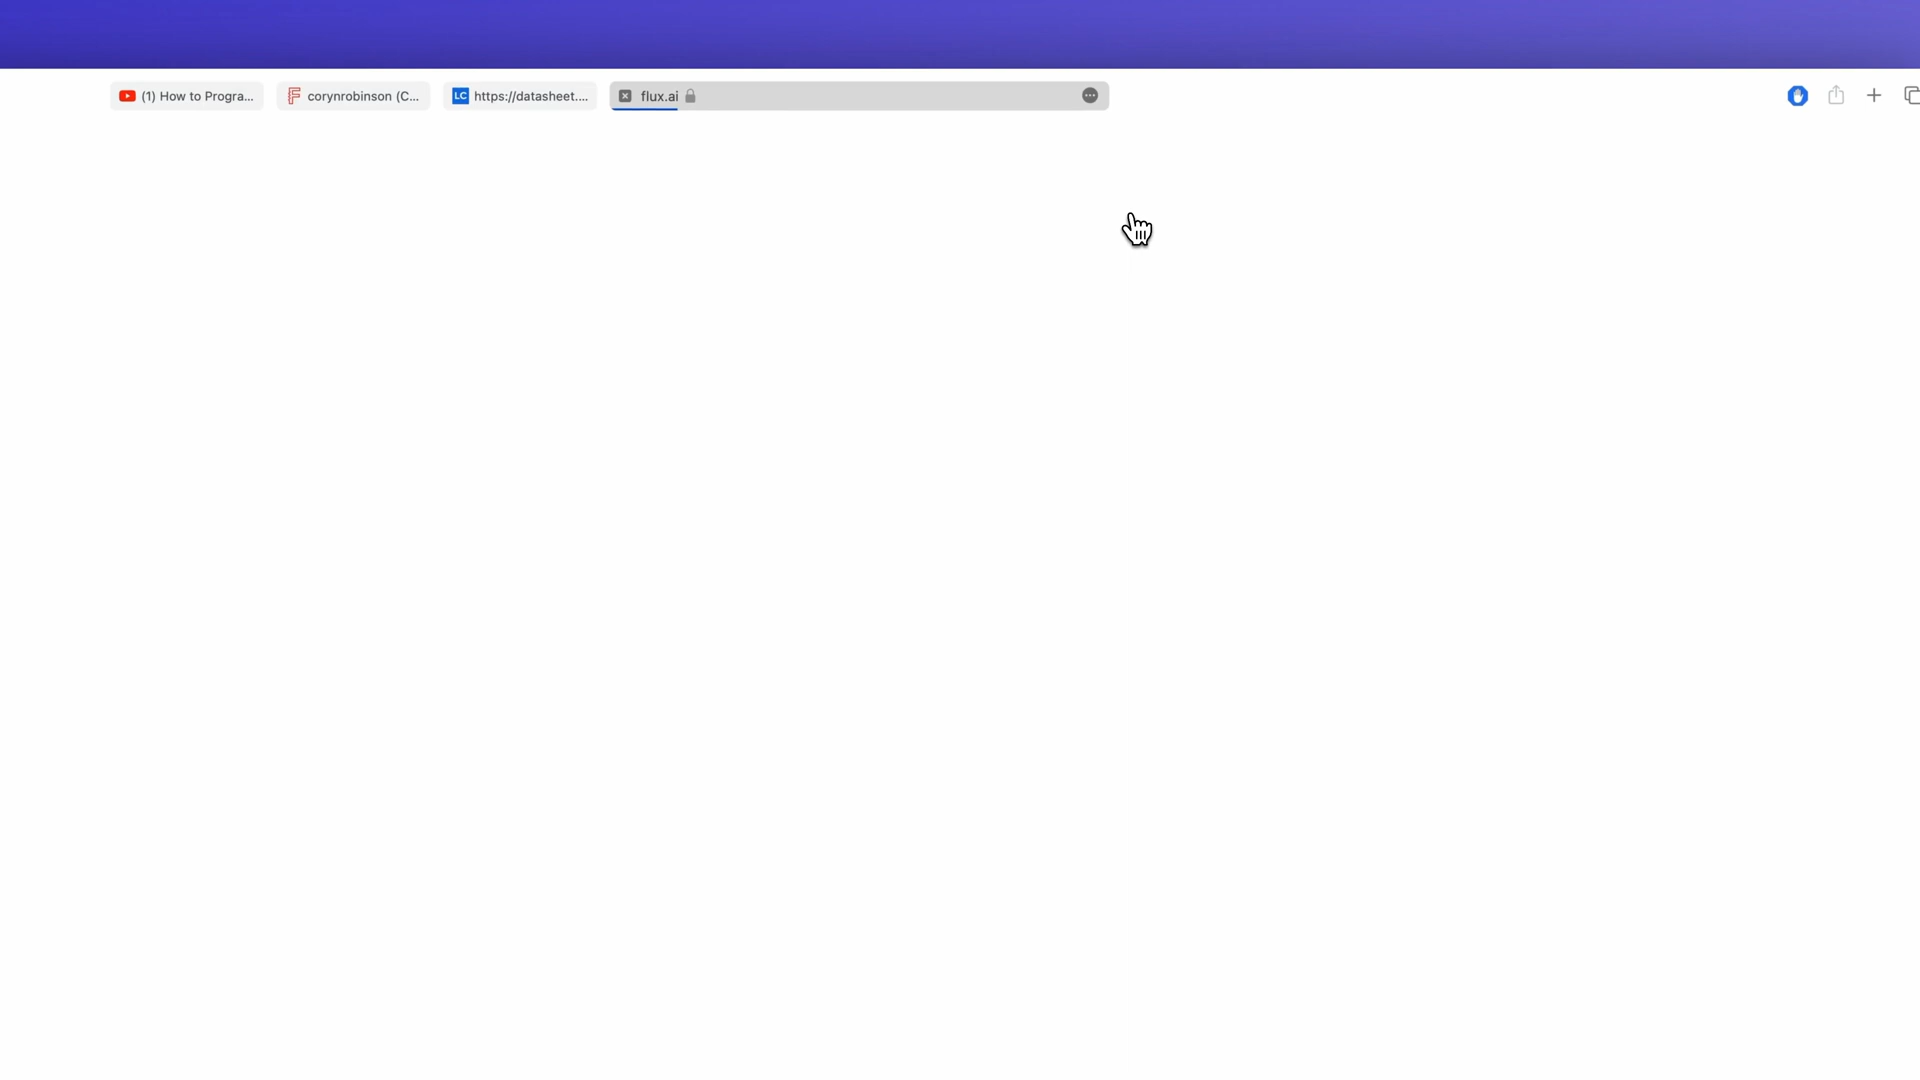 (1) How to Progra...
corynrobinson (C...
LC https://datasheet....
flux.ai